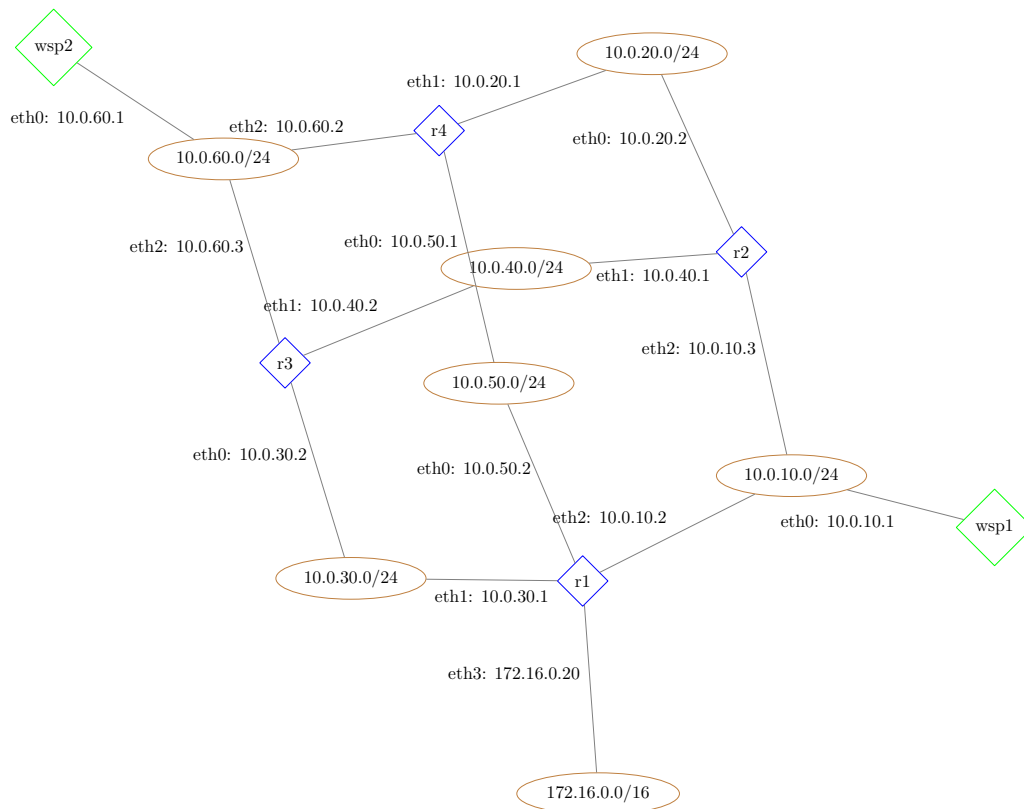 wsp2
10.0.20.0/24
eth1: 10.0.20.1
eth0: 10.0.60.1
eth2: 10.0.60.2
r4
eth0: 10.0.20.2
10.0.60.0/24
eth2: 10.0.60.3
eth0: 10.0.50.1
r2
10.0.40.0/24
eth1: 10.0.40.1
eth1: 10.0.40.2
eth2: 10.0.10.3
r3
10.0.50.0/24
eth0: 10.0.30.2
eth0: 10.0.50.2
10.0.10.0/24
eth2: 10.0.10.2
eth0: 10.0.10.1
wsp1
10.0.30.0/24
r1
eth1: 10.0.30.1
eth3: 172.16.0.20
172.16.0.0/16